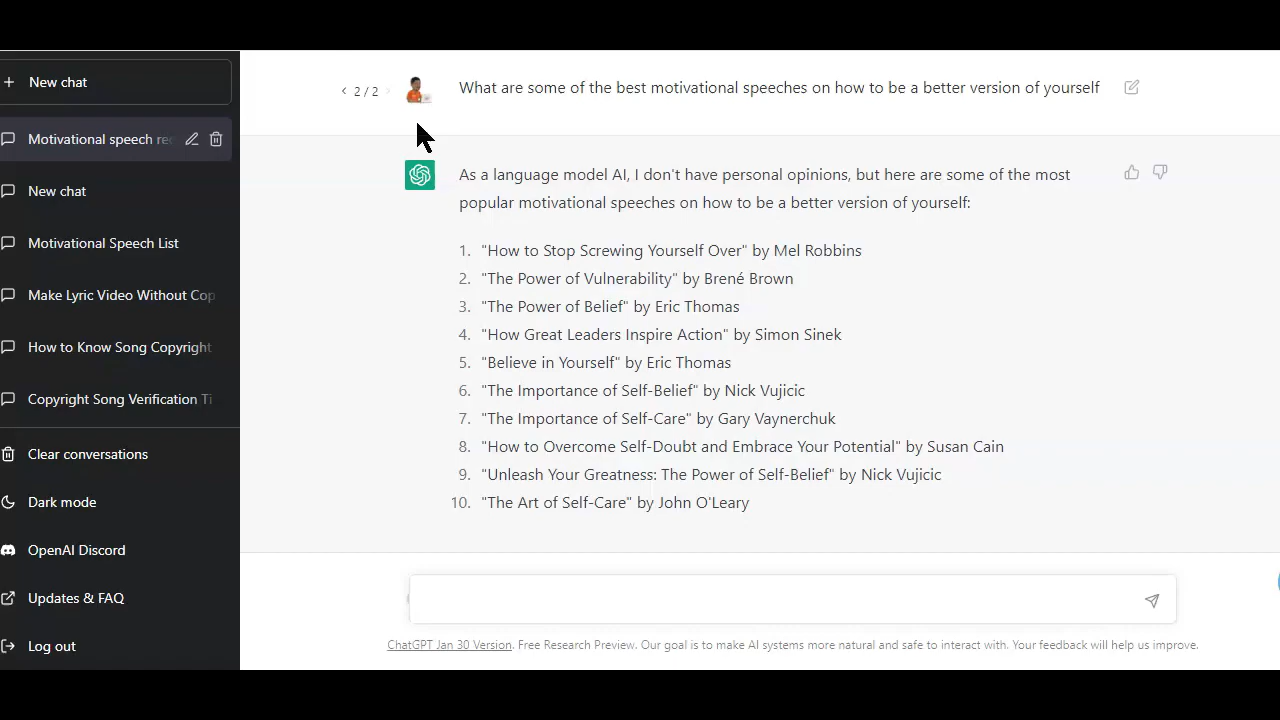 New chat
Motivational speech rec
New chat
Motivational Speech List
Make Lyric Video Without Cop
How to Know Song Copyright
Copyright Song Verification Ti
Clear conversations
Dark mode
OpenAI Discord
Updates & FAQ
Log out
2 / 2
What are some of the best motivational speeches on how to be a better version of yourself
As a language model AI, I don't have personal opinions, but here are some of the most
popular motivational speeches on how to be a better version of yourself:
1. "How to Stop Screwing Yourself Over" by Mel Robbins
2. "The Power of Vulnerability" by Brené Brown
3. "The Power of Belief" by Eric Thomas
4. "How Great Leaders Inspire Action" by Simon Sinek
5. "Believe in Yourself" by Eric Thomas
6. "The Importance of Self-Belief" by Nick Vujicic
7. "The Importance of Self-Care" by Gary Vaynerchuk
8. "How to Overcome Self-Doubt and Embrace Your Potential" by Susan Cain
9. "Unleash Your Greatness: The Power of Self-Belief" by Nick Vujicic
10. "The Art of Self-Care" by John O'Leary
ChatGPT Jan 30 Version. Free Research Preview. Our goal is to make AI systems more natural and safe to interact with. Your feedback will help us improve.